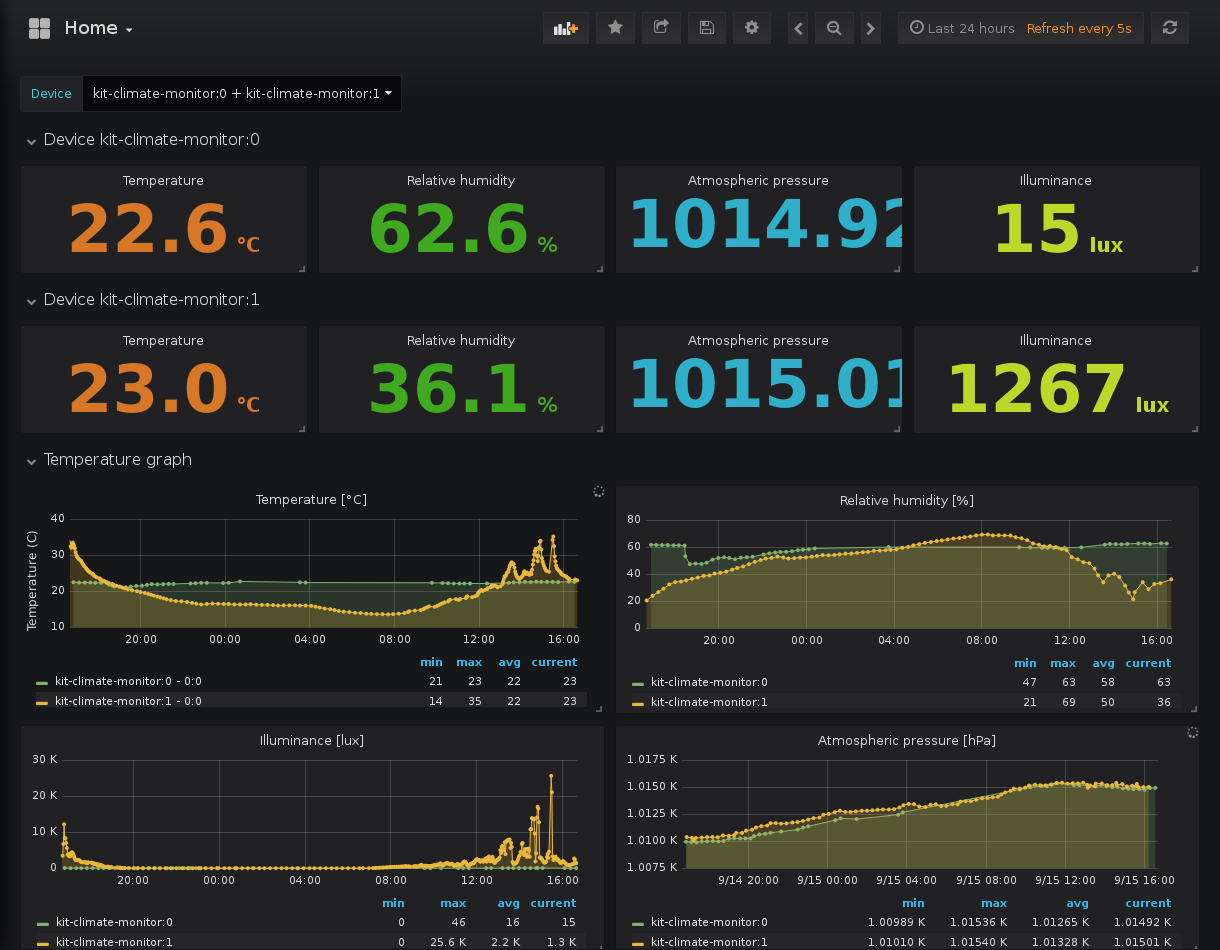 Home
Last 24 hours Refresh every 5s
Device kit-climate-monitor:0 + kit-climate-monitor:1
Device kit-climate-monitor:0
Temperature Relative humidity Atmospheric pressure Illuminance
22.6 °C 62.6 % 1014.92 15 lux
Device kit-climate-monitor:1
Temperature Relative humidity Atmospheric pressure Illuminance
23.0 °C 36.1 % 1015.01 1267 lux
Temperature graph
Temperature [°C]
Temperature (C)
40
30
20
10
20:00 00:00 04:00 08:00 12:00 16:00
min max avg current
kit-climate-monitor:0 - 0:0 21 23 22 23
kit-climate-monitor:1 - 0:0 14 35 22 23
Relative humidity [%]
80
60
40
20
0
20:00 00:00 04:00 08:00 12:00 16:00
min max avg current
kit-climate-monitor:0 47 63 58 63
kit-climate-monitor:1 21 69 50 36
Illuminance [lux]
30 K
20 K
10 K
0
20:00 00:00 04:00 08:00 12:00 16:00
min max avg current
kit-climate-monitor:0 0 46 16 15
kit-climate-monitor:1 0 25.6 K 2.2 K 1.3 K
Atmospheric pressure [hPa]
1.0175 K
1.0150 K
1.0125 K
1.0100 K
1.0075 K
9/14 20:00 9/15 00:00 9/15 04:00 9/15 08:00 9/15 12:00 9/15 16:00
min max avg current
kit-climate-monitor:0 1.00989 K 1.01536 K 1.01265 K 1.01492 K
kit-climate-monitor:1 1.01010 K 1.01540 K 1.01328 K 1.01501 K